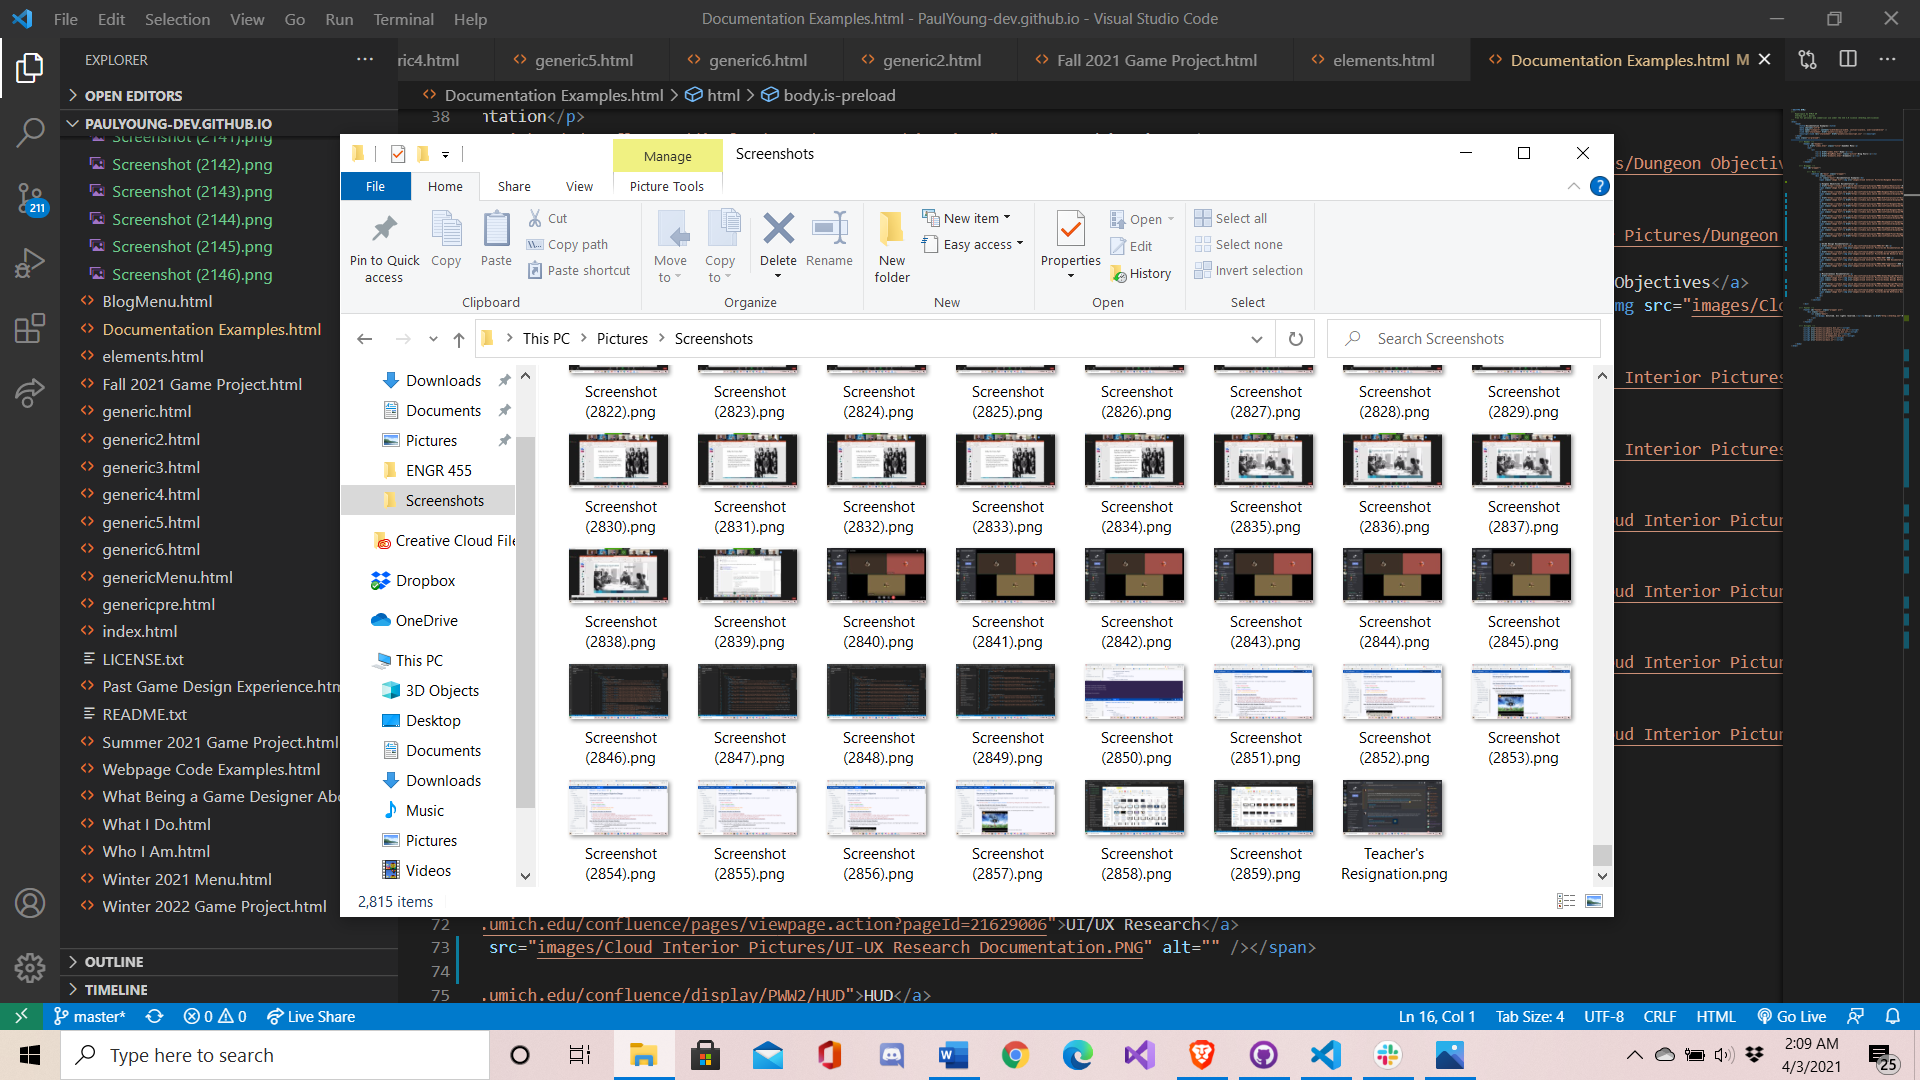 File Edit Selection View Go Run Terminal Help
Documentation Examples.html - PaulYoung-dev.github.io - Visual Studio Code
EXPLORER
ric4.html
generic5.html
generic6.html
generic2.html
Fall 2021 Game Project.html
elements.html
Documentation Examples.html M
OPEN EDITORS
Documentation Examples.html > html > body.is-preload
PAULYOUNG-DEV.GITHUB.IO
38 ntation</p>
Screenshot (2141).png
Screenshot (2142).png
Screenshot (2143).png
Screenshot (2144).png
Screenshot (2145).png
Screenshot (2146).png
BlogMenu.html
Documentation Examples.html
elements.html
Fall 2021 Game Project.html
generic.html
generic2.html
generic3.html
generic4.html
generic5.html
generic6.html
genericMenu.html
genericpre.html
index.html
LICENSE.txt
Past Game Design Experience.htm
README.txt
Summer 2021 Game Project.html
Webpage Code Examples.html
What Being a Game Designer Abo
What I Do.html
Who I Am.html
Winter 2021 Menu.html
Winter 2022 Game Project.html
OUTLINE
TIMELINE
211
Manage
Screenshots
File Home Share View Picture Tools
Pin to Quick access
Copy
Paste
Cut
Copy path
Paste shortcut
Clipboard
Move to
Copy to
Delete
Rename
Organize
New folder
New item
Easy access
New
Properties
Open
Edit
History
Open
Select all
Select none
Invert selection
Select
This PC > Pictures > Screenshots
Search Screenshots
Downloads
Documents
Pictures
ENGR 455
Screenshots
Creative Cloud File
Dropbox
OneDrive
This PC
3D Objects
Desktop
Documents
Downloads
Music
Pictures
Videos
Screenshot (2822).png
Screenshot (2823).png
Screenshot (2824).png
Screenshot (2825).png
Screenshot (2826).png
Screenshot (2827).png
Screenshot (2828).png
Screenshot (2829).png
Screenshot (2830).png
Screenshot (2831).png
Screenshot (2832).png
Screenshot (2833).png
Screenshot (2834).png
Screenshot (2835).png
Screenshot (2836).png
Screenshot (2837).png
Screenshot (2838).png
Screenshot (2839).png
Screenshot (2840).png
Screenshot (2841).png
Screenshot (2842).png
Screenshot (2843).png
Screenshot (2844).png
Screenshot (2845).png
Screenshot (2846).png
Screenshot (2847).png
Screenshot (2848).png
Screenshot (2849).png
Screenshot (2850).png
Screenshot (2851).png
Screenshot (2852).png
Screenshot (2853).png
Screenshot (2854).png
Screenshot (2855).png
Screenshot (2856).png
Screenshot (2857).png
Screenshot (2858).png
Screenshot (2859).png
Teacher's Resignation.png
2,815 items
s/Dungeon Objectiv
Pictures/Dungeon
Objectives</a>
mg src="images/Clo
Interior Pictures
Interior Pictures
ud Interior Pictur
ud Interior Pictur
ud Interior Pictur
ud Interior Pictur
72 .umich.edu/confluence/pages/viewpage.action?pageId=21629006">UI/UX Research</a>
73 src="images/Cloud Interior Pictures/UI-UX Research Documentation.PNG" alt="" /></span>
74
75 .umich.edu/confluence/display/PWW2/HUD">HUD</a>
master* 0 0 Live Share
Ln 16, Col 1 Tab Size: 4 UTF-8 CRLF HTML Go Live
Type here to search
2:09 AM
4/3/2021
25